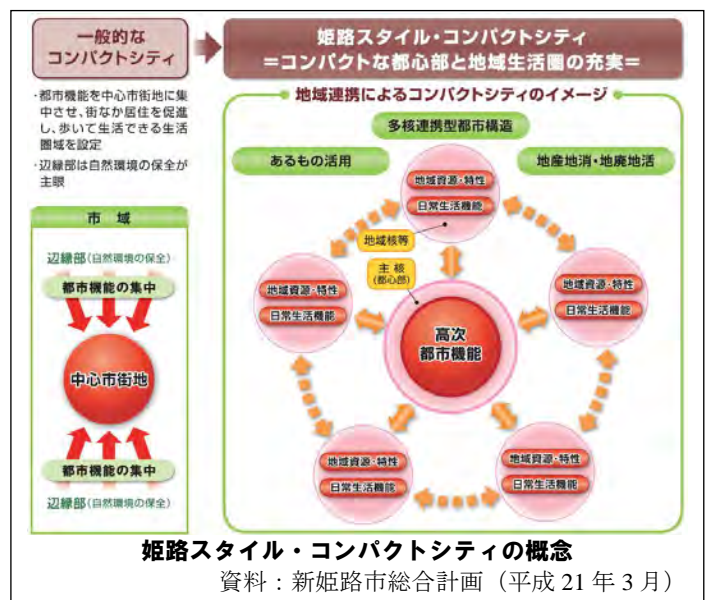 一般的な
コンパクトシティ
姫路スタイル・コンパクトシティ
＝コンパクトな都心部と地域生活圏の充実＝
・都市機能を中心市街地に集
中させ、街なか居住を促進
し、歩いて生活できる生活
圏域を設定
・辺縁部は自然環境の保全が
主眼
市 域
辺縁部(自然環境の保全)
都市機能の集中
中心市街地
都市機能の集中
辺縁部(自然環境の保全)
地域連携によるコンパクトシティのイメージ
多核連携型都市構造
あるもの活用
地産地消・地廃地活
地域資源・特性
日常生活機能
地域核等
主 核
(都心部)
高次
都市機能
地域資源・特性
日常生活機能
地域資源・特性
日常生活機能
地域資源・特性
日常生活機能
地域資源・特性
日常生活機能
姫路スタイル・コンパクトシティの概念
資料：新姫路市総合計画（平成 21 年 3 月）